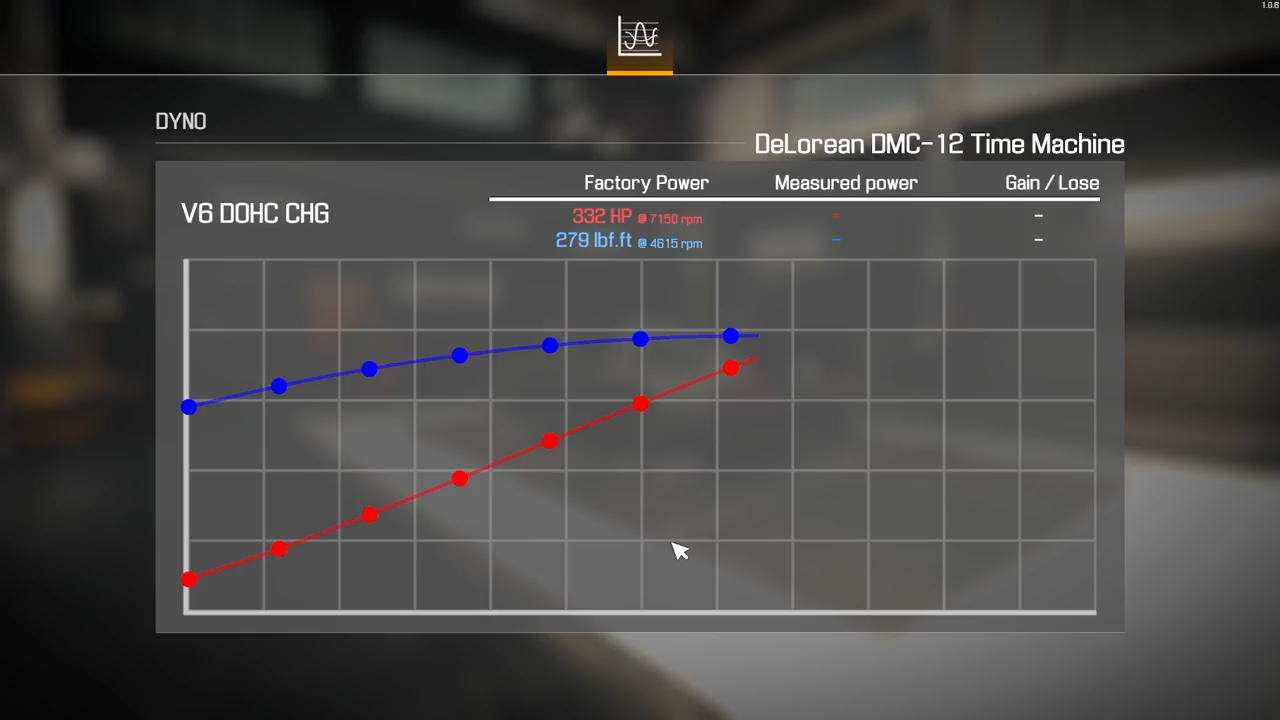 1.0.6
DYNO
DeLorean DMC-12 Time Machine
Factory Power Measured power Gain / Lose
V6 DOHC CHG
332 HP @ 7150 rpm - -
279 lbf.ft @ 4615 rpm - -